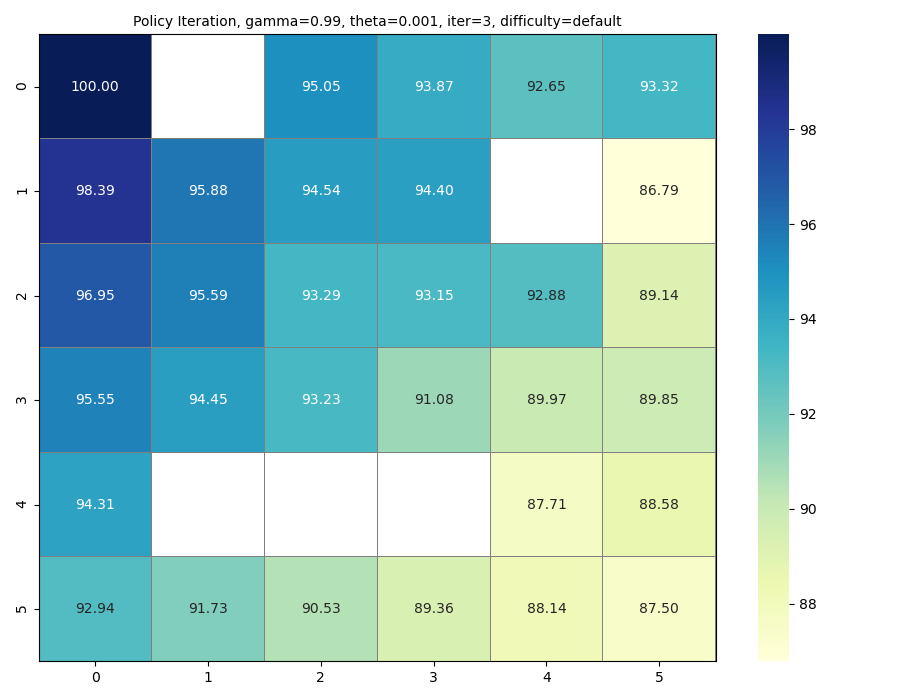 Policy Iteration, gamma=0.99, theta=0.001, iter=3, difficulty=default
0 100.00 95.05 93.87 92.65 93.32
1 98.39 95.88 94.54 94.40 86.79
2 96.95 95.59 93.29 93.15 92.88 89.14
3 95.55 94.45 93.23 91.08 89.97 89.85
4 94.31 87.71 88.58
5 92.94 91.73 90.53 89.36 88.14 87.50
0 1 2 3 4 5
98
96
94
92
90
88